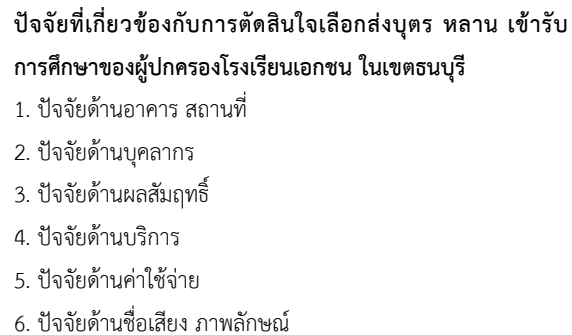 ปัจจัยที่เกี่ยวข้องกับการตัดสินใจเลือกส่งบุตร หลาน เข้ารับ
การศึกษาของผู้ปกครองโรงเรียนเอกชน ในเขตธนบุรี
1. ปัจจัยด้านอาคาร สถานที่
2. ปัจจัยด้านบุคลากร
3. ปัจจัยด้านผลสัมฤทธิ์
4. ปัจจัยด้านบริการ
5. ปัจจัยด้านค่าใช้จ่าย
6. ปัจจัยด้านชื่อเสียง ภาพลักษณ์